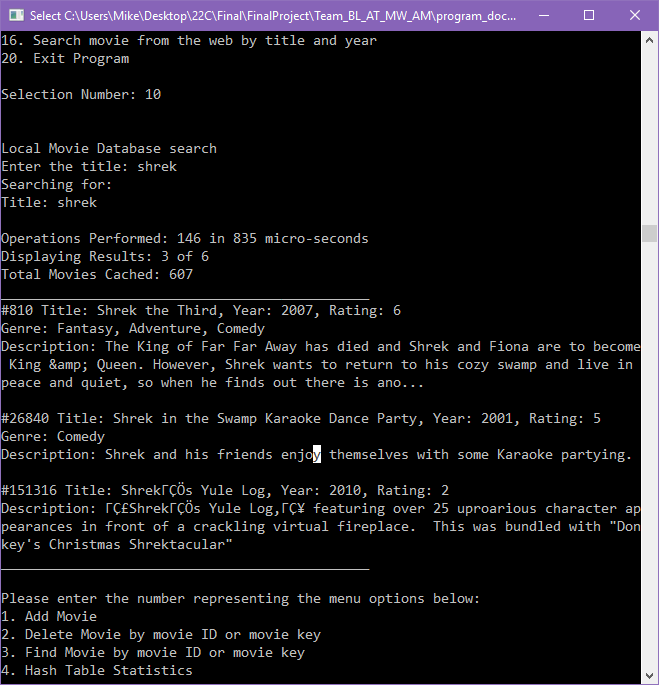 Select C:\Users\Mike\Desktop\22C\Final\FinalProject\Team_BL_AT_MW_AM\program_doc...
16. Search movie from the web by title and year
20. Exit Program
Selection Number: 10
Local Movie Database search
Enter the title: shrek
Searching for:
Title: shrek
Operations Performed: 146 in 835 micro-seconds
Displaying Results: 3 of 6
Total Movies Cached: 607
______________________________________________
#810 Title: Shrek the Third, Year: 2007, Rating: 6
Genre: Fantasy, Adventure, Comedy
Description: The King of Far Far Away has died and Shrek and Fiona are to become
 King &amp; Queen. However, Shrek wants to return to his cozy swamp and live in
peace and quiet, so when he finds out there is ano...
#26840 Title: Shrek in the Swamp Karaoke Dance Party, Year: 2001, Rating: 5
Genre: Comedy
Description: Shrek and his friends enjoy themselves with some Karaoke partying.
#151316 Title: ShrekΓÇÖs Yule Log, Year: 2010, Rating: 2
Description: ΓÇ£ShrekΓÇÖs Yule Log,ΓÇ¥ featuring over 25 uproarious character ap
pearances in front of a crackling virtual fireplace.  This was bundled with "Don
key's Christmas Shrektacular"
______________________________________________
Please enter the number representing the menu options below:
1. Add Movie
2. Delete Movie by movie ID or movie key
3. Find Movie by movie ID or movie key
4. Hash Table Statistics